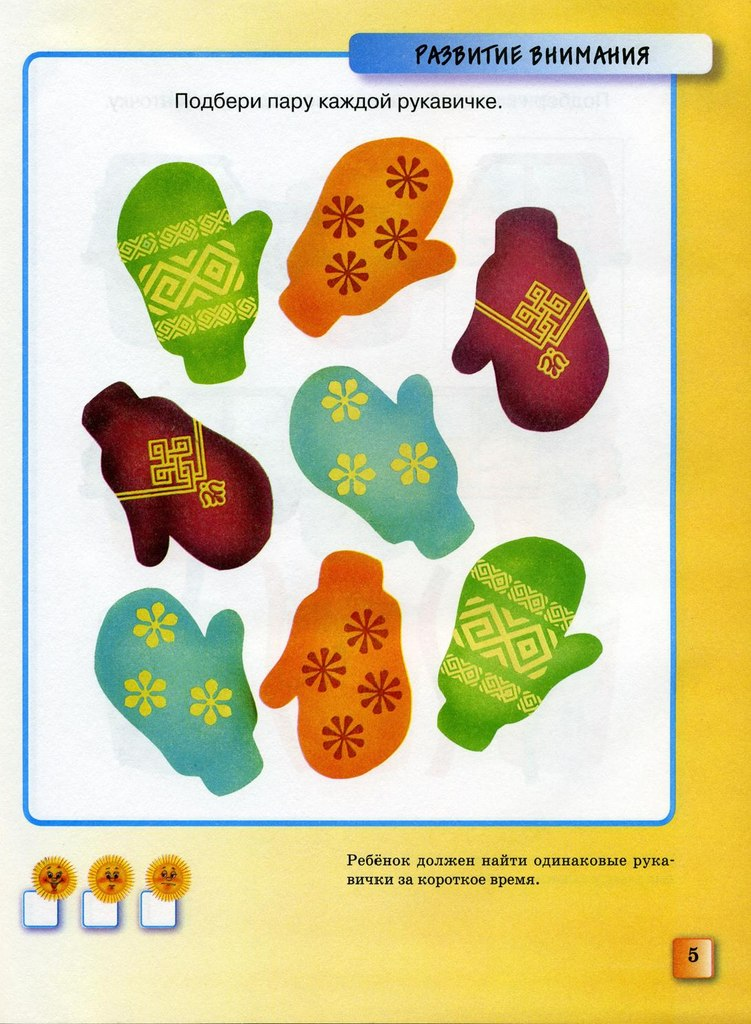 РАЗВИТИЕ ВНИМАНИЯ
Подбери пару каждой рукавичке.
Ребёнок должен найти одинаковые рука-
вички за короткое время.
5